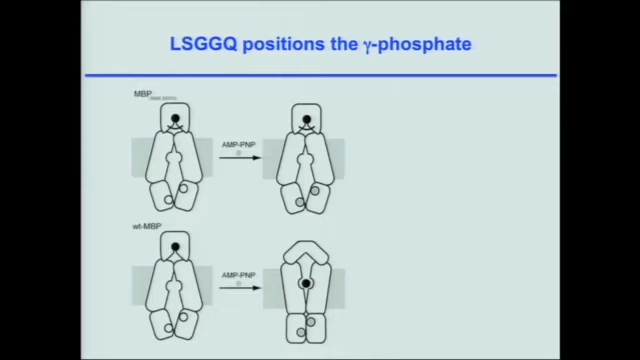 LSGGQ positions the γ-phosphate
MBP
AMP-PNP
wt-MBP
AMP-PNP